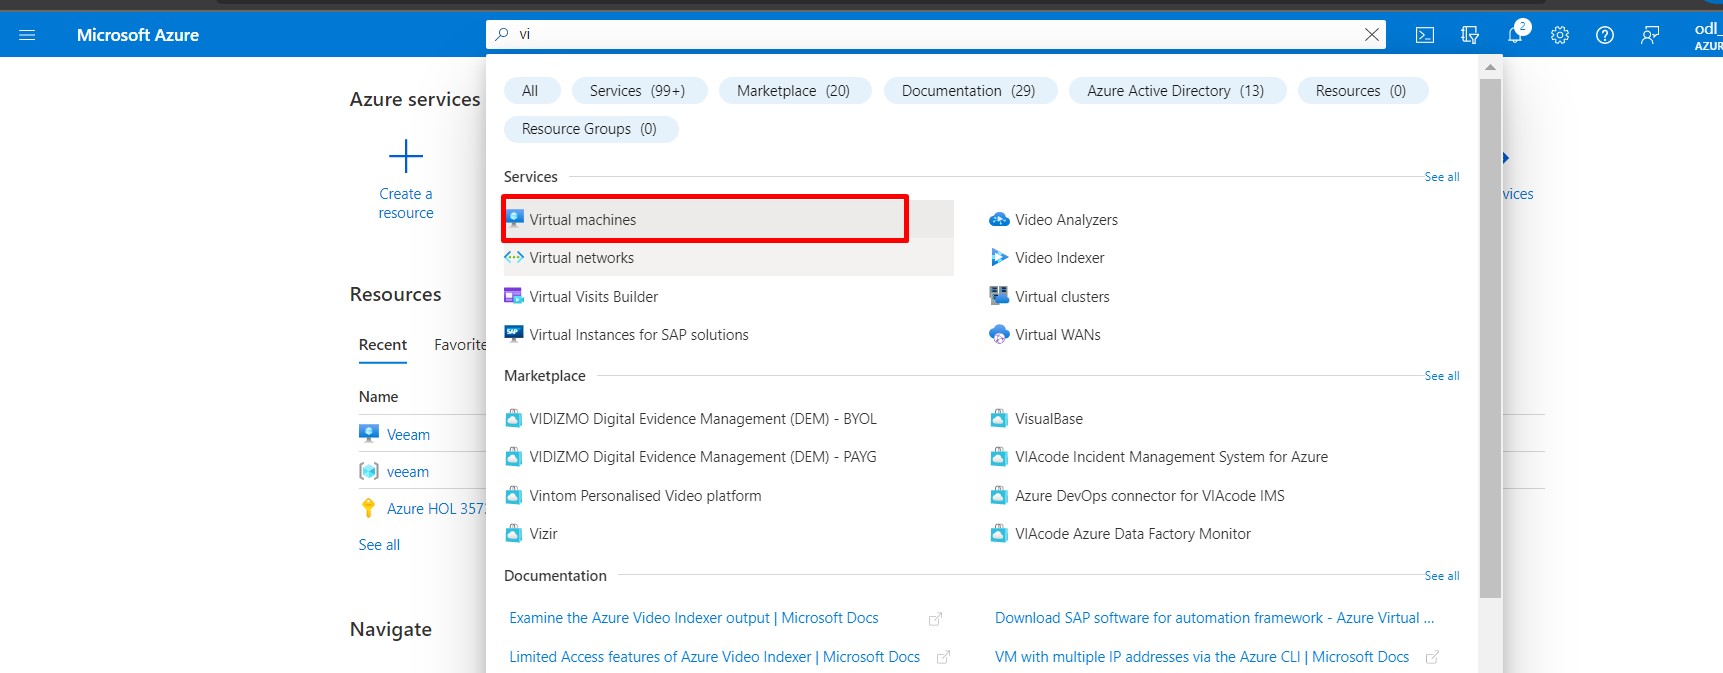 Microsoft Azure
vi
2
odl_
AZUR
All
Services (99+)
Marketplace (20)
Documentation (29)
Azure Active Directory (13)
Resources (0)
Resource Groups (0)
Azure services
Create a
resource
vices
Resources
Recent
Favorite
Name
Veeam
veeam
Azure HOL 357
See all
Navigate
Services
See all
Virtual machines
Video Analyzers
Virtual networks
Video Indexer
Virtual Visits Builder
Virtual clusters
SAP
Virtual Instances for SAP solutions
Virtual WANs
Marketplace
See all
VIDIZMO Digital Evidence Management (DEM) - BYOL
VisualBase
VIDIZMO Digital Evidence Management (DEM) - PAYG
VIAcode Incident Management System for Azure
Vintom Personalised Video platform
Azure DevOps connector for VIAcode IMS
Vizir
VIAcode Azure Data Factory Monitor
Documentation
See all
Examine the Azure Video Indexer output | Microsoft Docs
Download SAP software for automation framework - Azure Virtual ...
Limited Access features of Azure Video Indexer | Microsoft Docs
VM with multiple IP addresses via the Azure CLI | Microsoft Docs